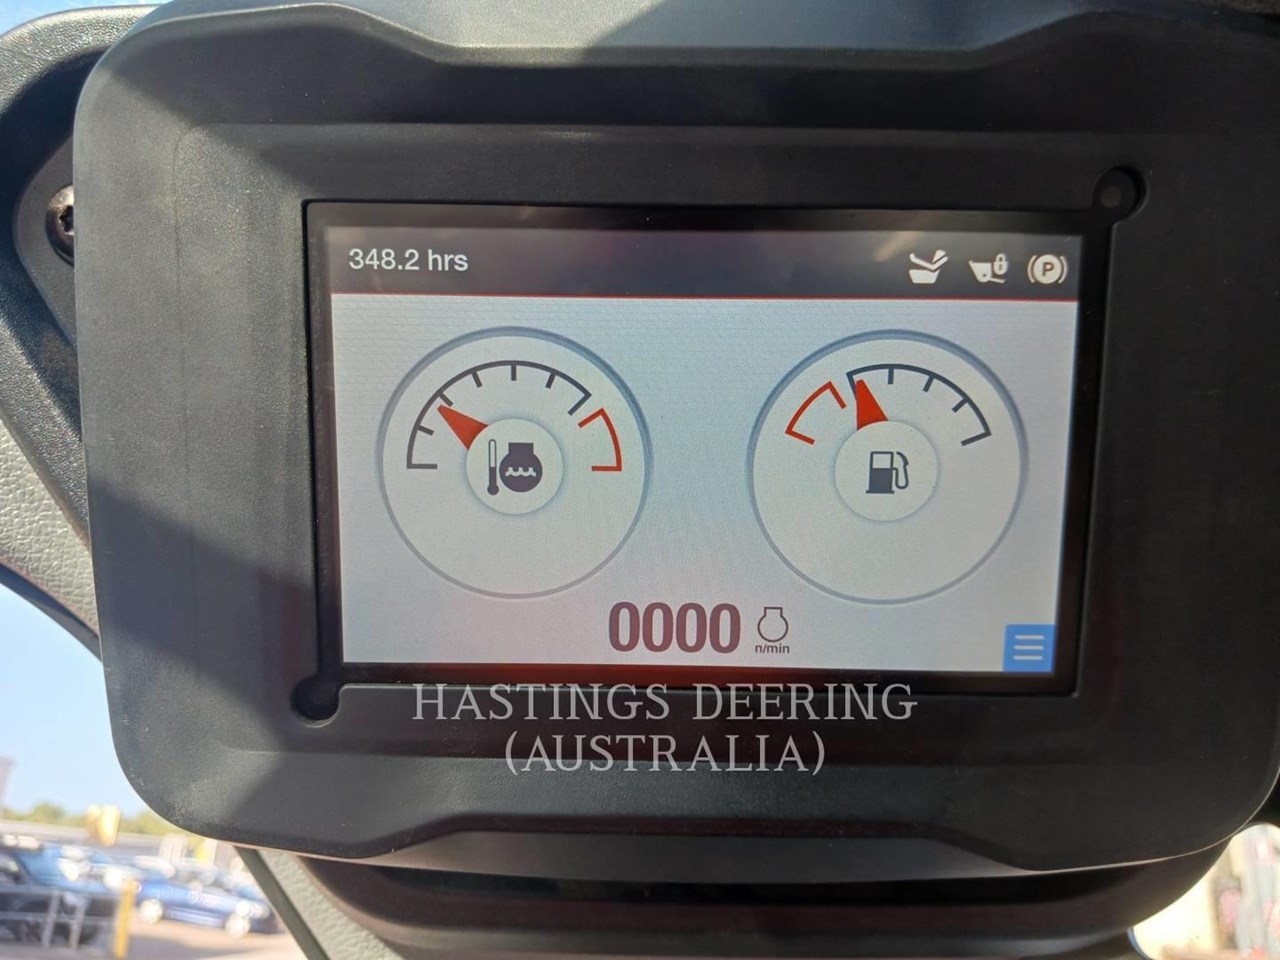 348.2 hrs
P
0000
n/min
HASTINGS DEERING
(AUSTRALIA)